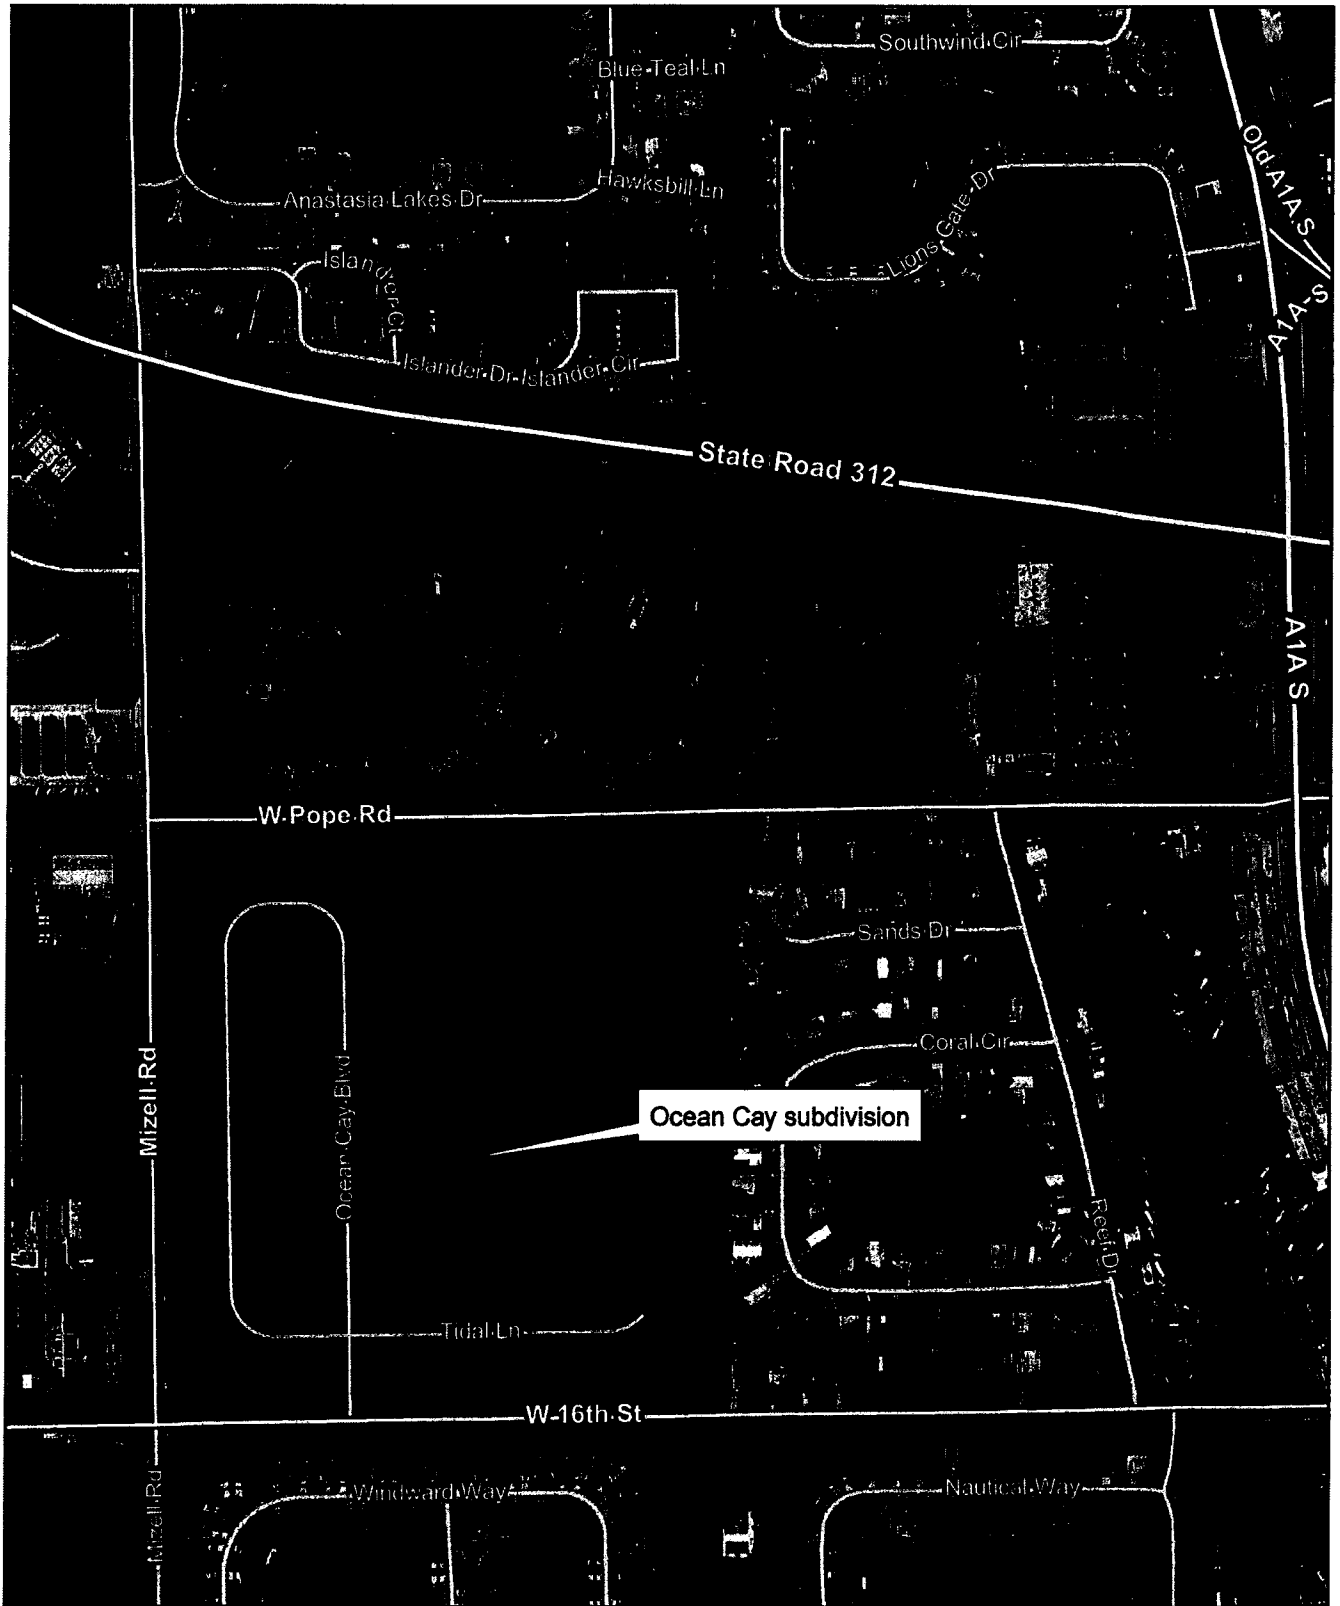 Southwind Cir
Blue Teal Ln
Old A1A S
Hawksbill Ln
Anastasia Lakes Dr
Lions Gate Dr
Islander Ct
A1A S
Islander Dr
Islander Cir
State Road 312
A1A S
W Pope Rd
Sands Dr
Coral Cir
Mizell Rd
Ocean Cay Blvd
Ocean Cay subdivision
Reef Dr
Tidal Ln
W 16th St
Windward Way
Nautical Way
Mizell Rd